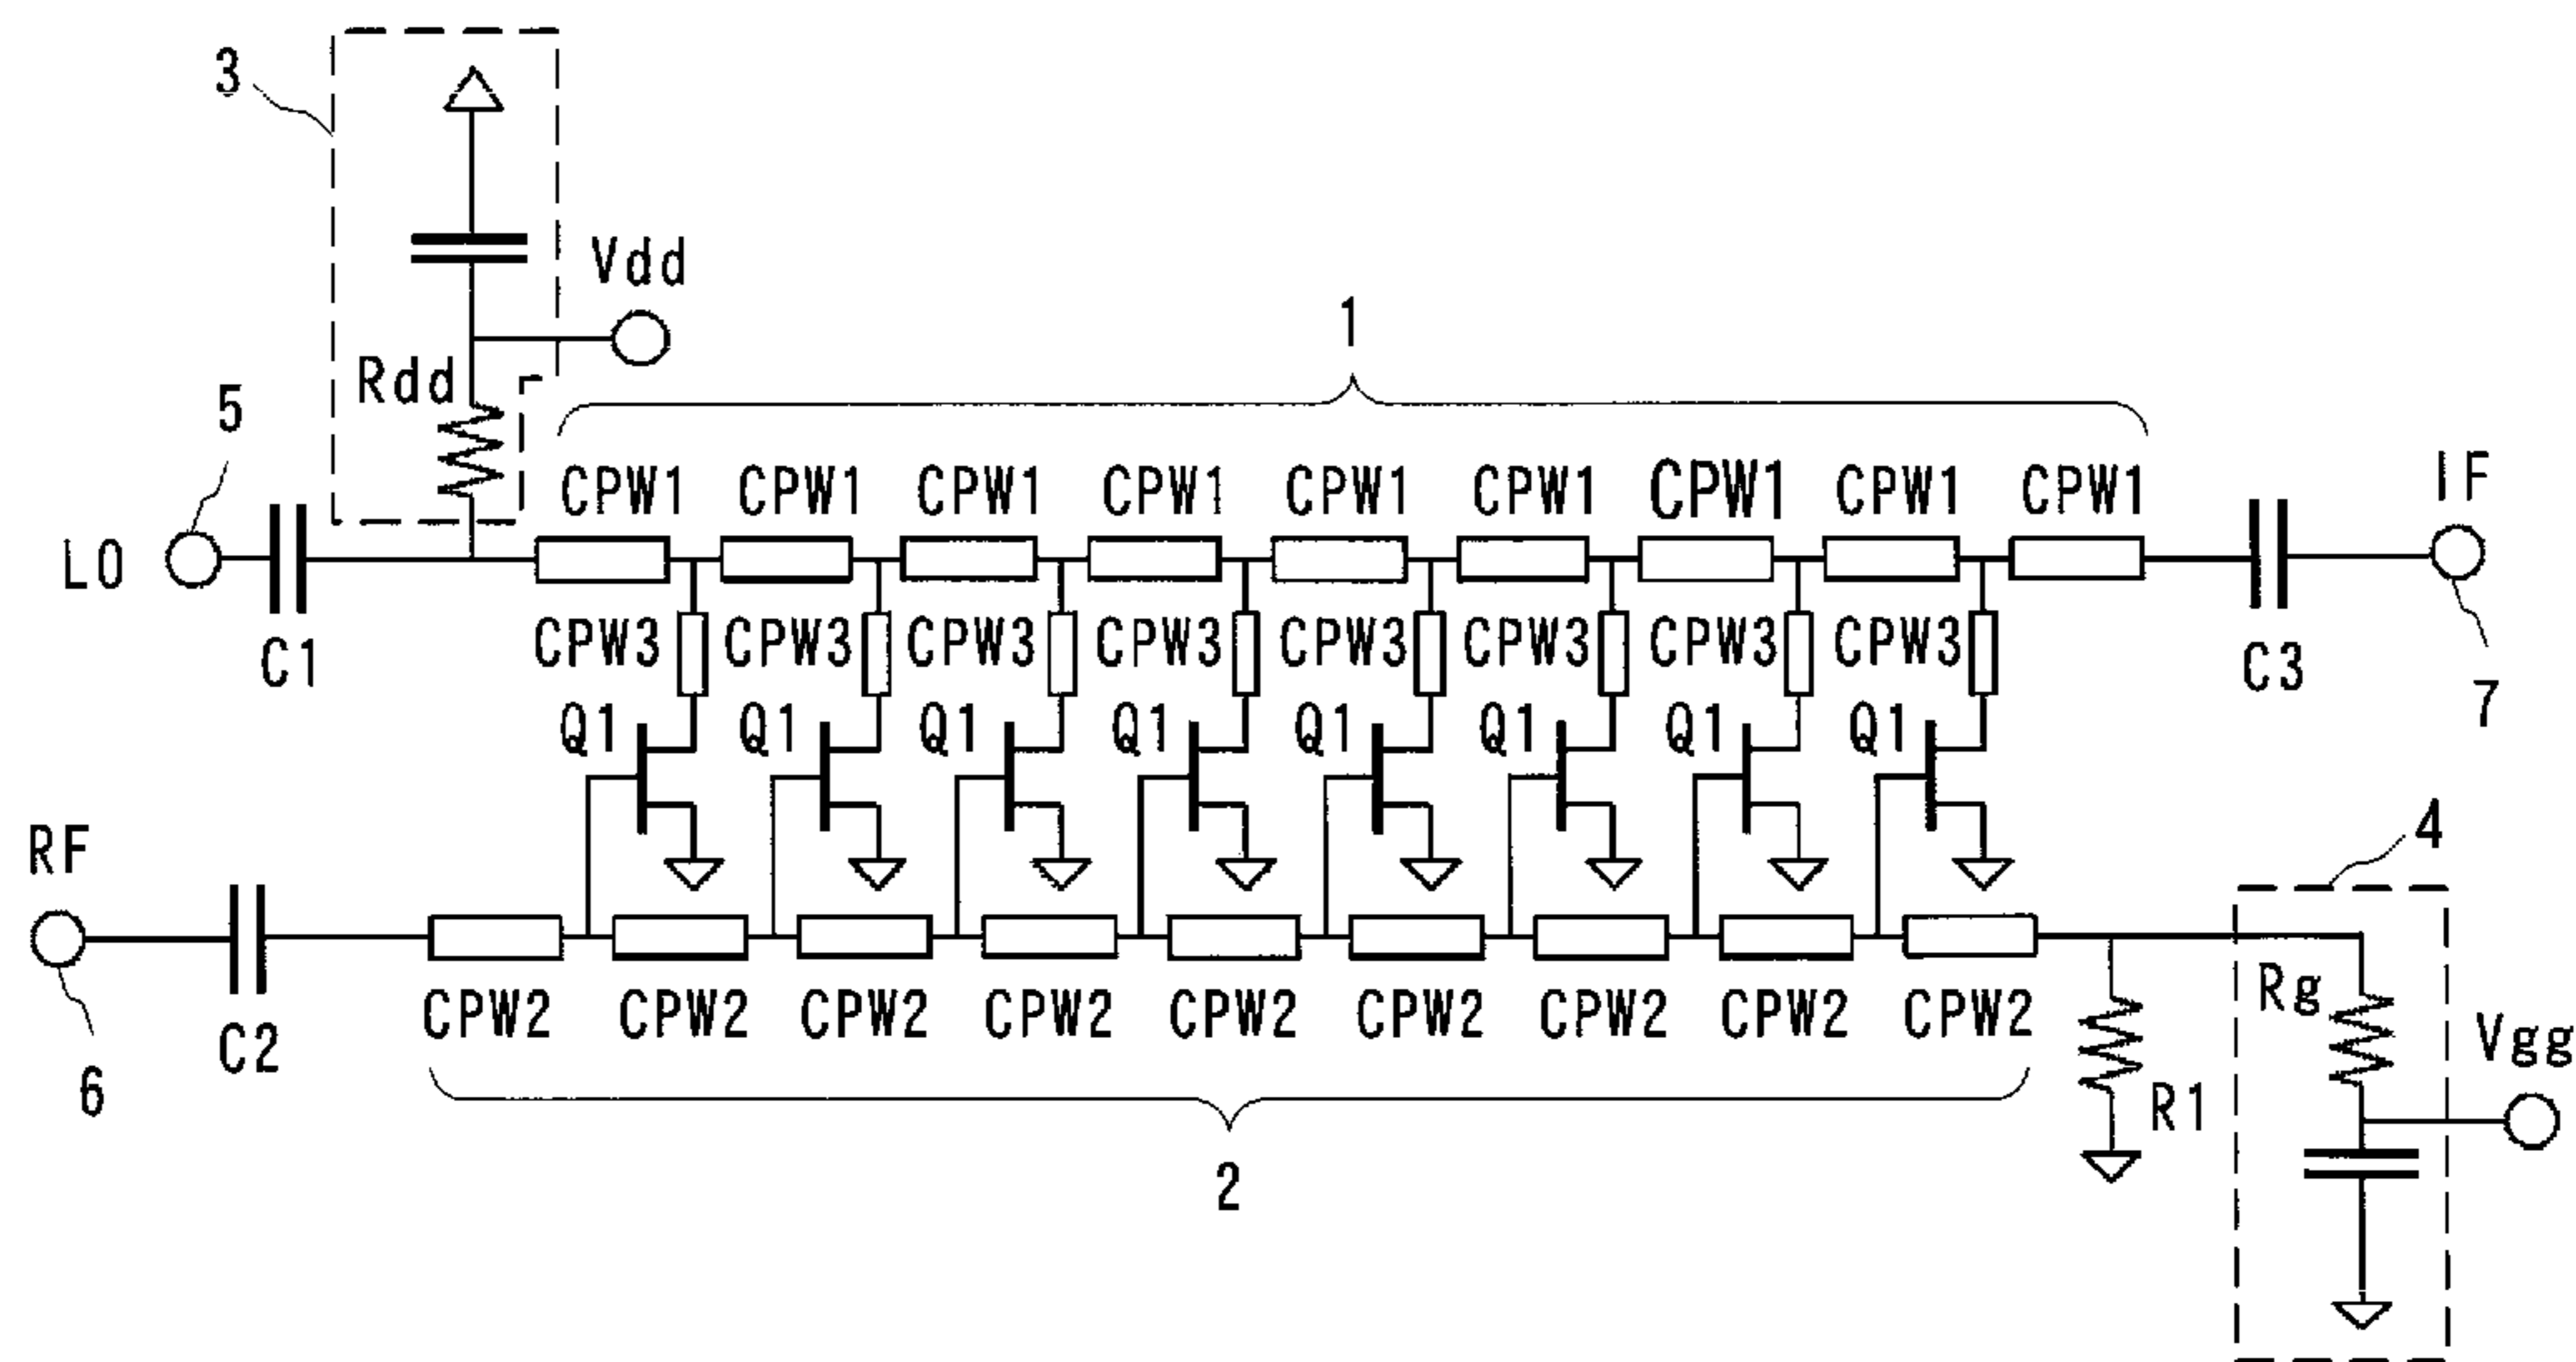 3
Vdd
1
Rdd
5
CPW1 CPW1 CPW1 CPW1 CPW1 CPW1 CPW1 CPW1 CPW1
IF
LO
C1
CPW3 CPW3 CPW3 CPW3 CPW3 CPW3 CPW3 CPW3
C3
7
Q1 Q1 Q1 Q1 Q1 Q1 Q1 Q1
RF
4
Rg
CPW2 CPW2 CPW2 CPW2 CPW2 CPW2 CPW2 CPW2 CPW2
Vgg
C2
6
R1
2